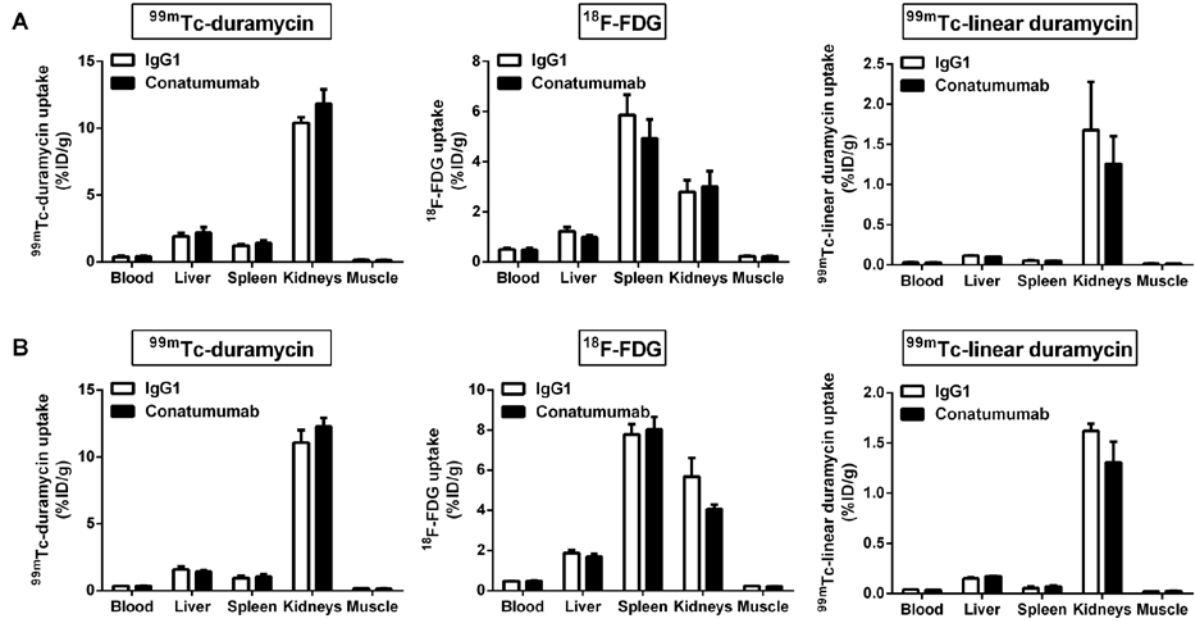 A
99mTc-duramycin
99mTc-duramycin uptake
(%ID/g)
15
10
5
0
IgG1
Conatumumab
Blood Liver Spleen Kidneys Muscle
18F-FDG
18F-FDG uptake
(%ID/g)
8
6
4
2
0
IgG1
Conatumumab
Blood Liver Spleen Kidneys Muscle
99mTc-linear duramycin
99mTc-linear duramycin uptake
(%ID/g)
2.5
2.0
1.5
1.0
0.5
0.0
IgG1
Conatumumab
Blood Liver Spleen Kidneys Muscle
B
99mTc-duramycin
99mTc-duramycin uptake
(%ID/g)
15
10
5
0
IgG1
Conatumumab
Blood Liver Spleen Kidneys Muscle
18F-FDG
18F-FDG uptake
(%ID/g)
10
8
6
4
2
0
IgG1
Conatumumab
Blood Liver Spleen Kidneys Muscle
99mTc-linear duramycin
99mTc-linear duramycin uptake
(%ID/g)
2.0
1.5
1.0
0.5
0.0
IgG1
Conatumumab
Blood Liver Spleen Kidneys Muscle